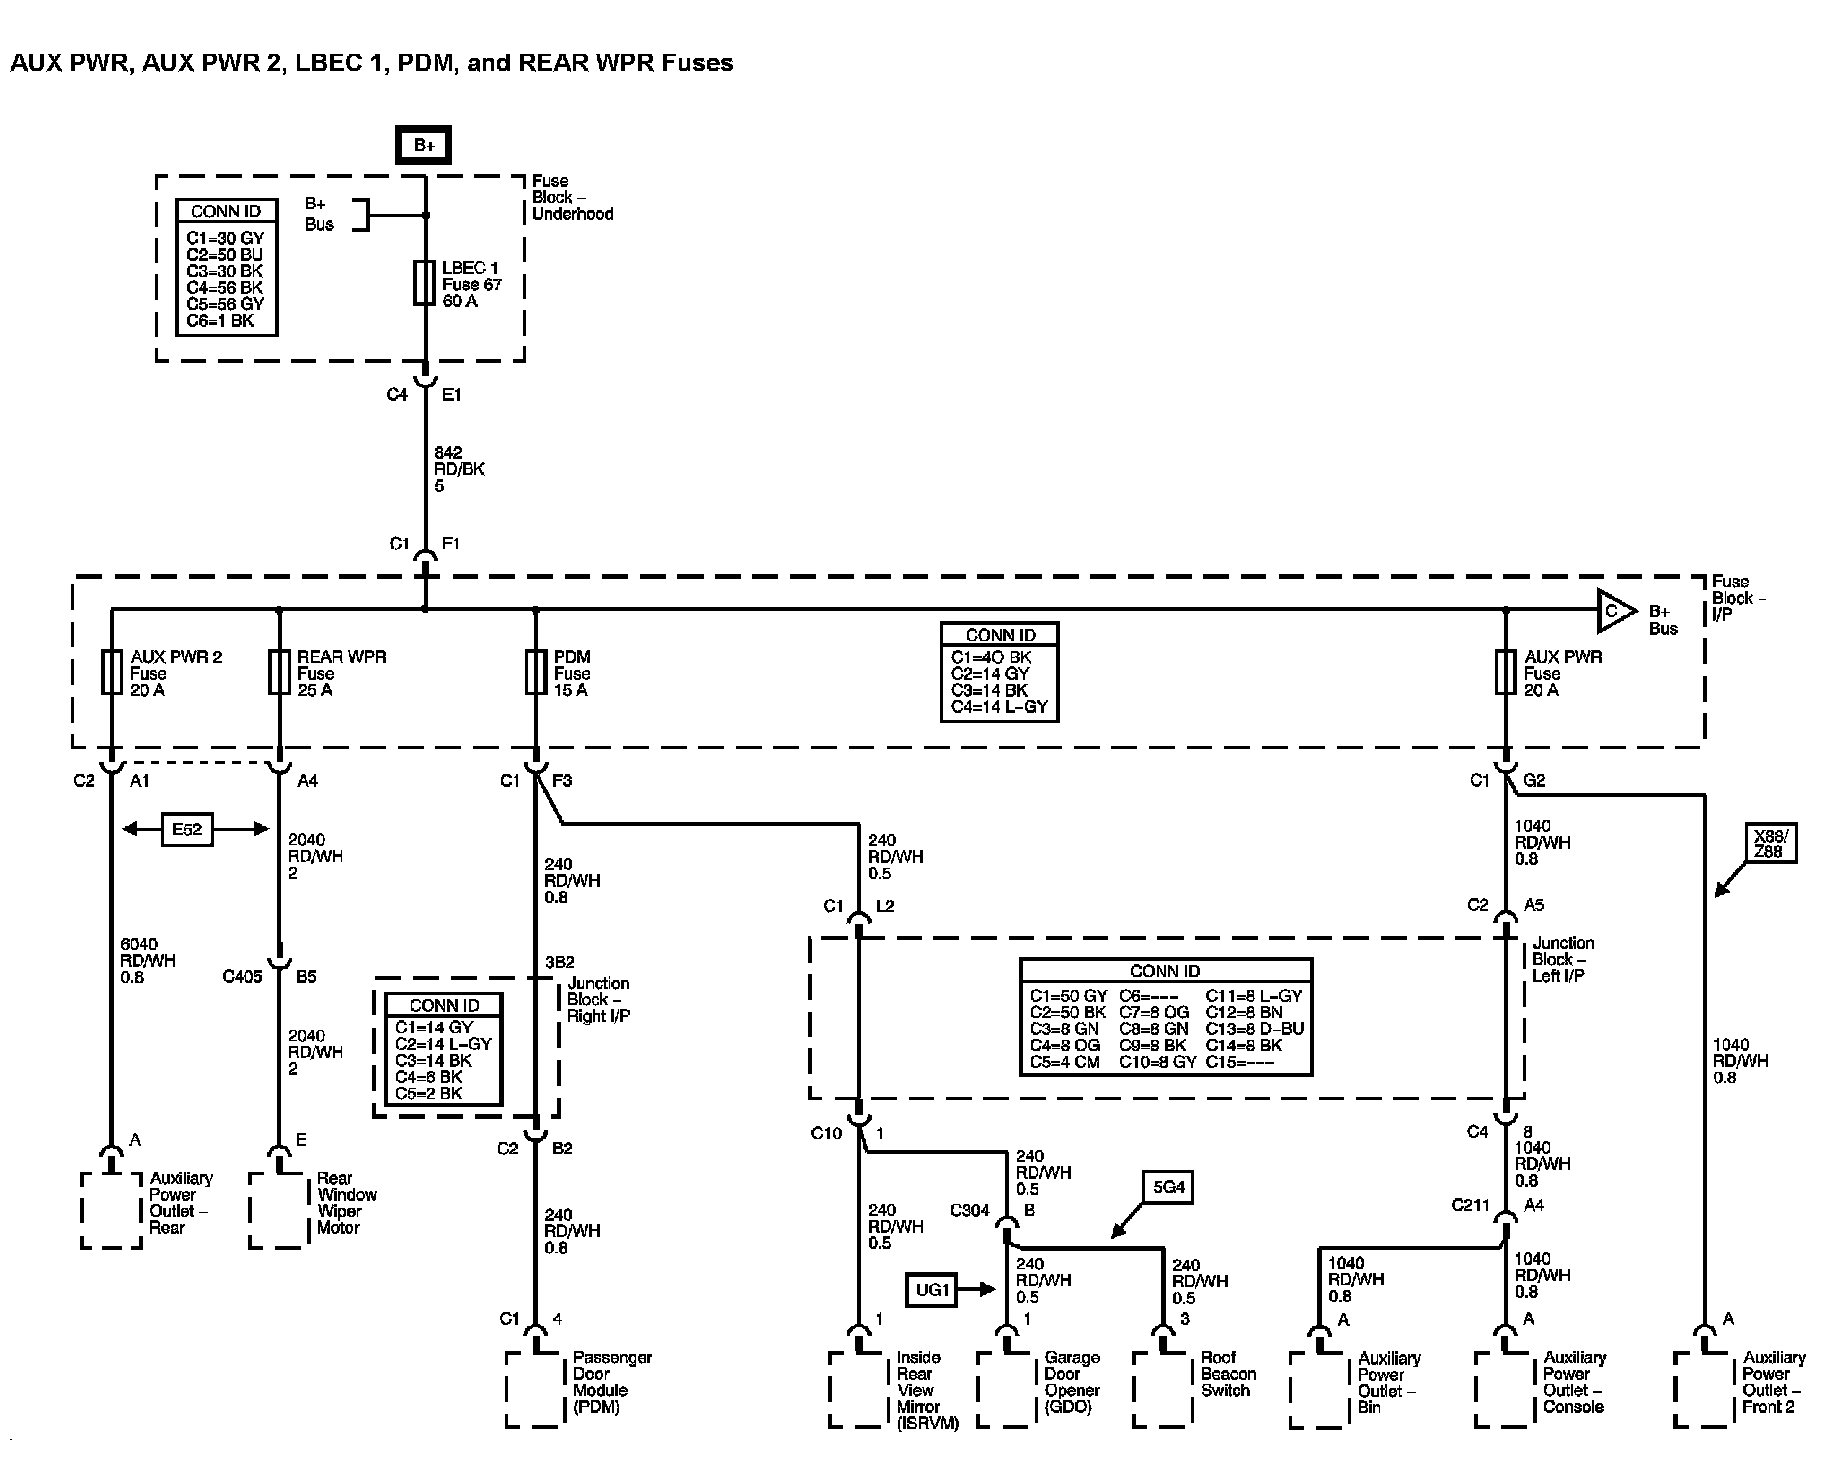 AUX PWR, AUX PWR 2, LBEC 1, PDM, and REAR WPR Fuses
B+
Fuse
Block –
Underhood
CONN ID
C1=30 GY
C2=50 BU
C3=30 BK
C4=56 BK
C5=56 GY
C6=1 BK
B+
Bus
LBEC 1
Fuse 67
60 A
C4 E1
842
RD/BK
5
C1 F1
Fuse
Block –
I/P
C
B+
Bus
AUX PWR 2
Fuse
20 A
REAR WPR
Fuse
25 A
PDM
Fuse
15 A
CONN ID
C1=40 BK
C2=14 GY
C3=14 BK
C4=14 L-GY
AUX PWR
Fuse
20 A
C2 A1
A4
C1 F3
C1 G2
E52
2040
RD/WH
2
240
RD/WH
0.8
240
RD/WH
0.5
1040
RD/WH
0.8
X88/
Z88
C1 L2
C2 A5
6040
RD/WH
0.8
C405 B5
3B2
Junction
Block –
Right I/P
CONN ID
C1=14 GY
C2=14 L-GY
C3=14 BK
C4=6 BK
C5=2 BK
Junction
Block –
Left I/P
CONN ID
C1=50 GY C6=--- C11=8 L-GY
C2=50 BK C7=8 OG C12=8 BN
C3=8 GN C8=8 GN C13=8 D-BU
C4=8 OG C9=8 BK C14=8 BK
C5=4 CM C10=8 GY C15=---
2040
RD/WH
2
1040
RD/WH
0.8
A
E
C2 B2
C10 1
C4 8
1040
RD/WH
0.8
Auxiliary
Power
Outlet –
Rear
Rear
Window
Wiper
Motor
240
RD/WH
0.5
5G4
C304 B
C211 A4
240
RD/WH
0.8
240
RD/WH
0.5
UG1
240
RD/WH
0.5
240
RD/WH
0.5
1040
RD/WH
0.8
1040
RD/WH
0.8
C1 4
1
1
3
A
A
A
Passenger
Door
Module
(PDM)
Inside
Rear
View
Mirror
(ISRVM)
Garage
Door
Opener
(GDO)
Roof
Beacon
Switch
Auxiliary
Power
Outlet –
Bin
Auxiliary
Power
Outlet –
Console
Auxiliary
Power
Outlet –
Front 2